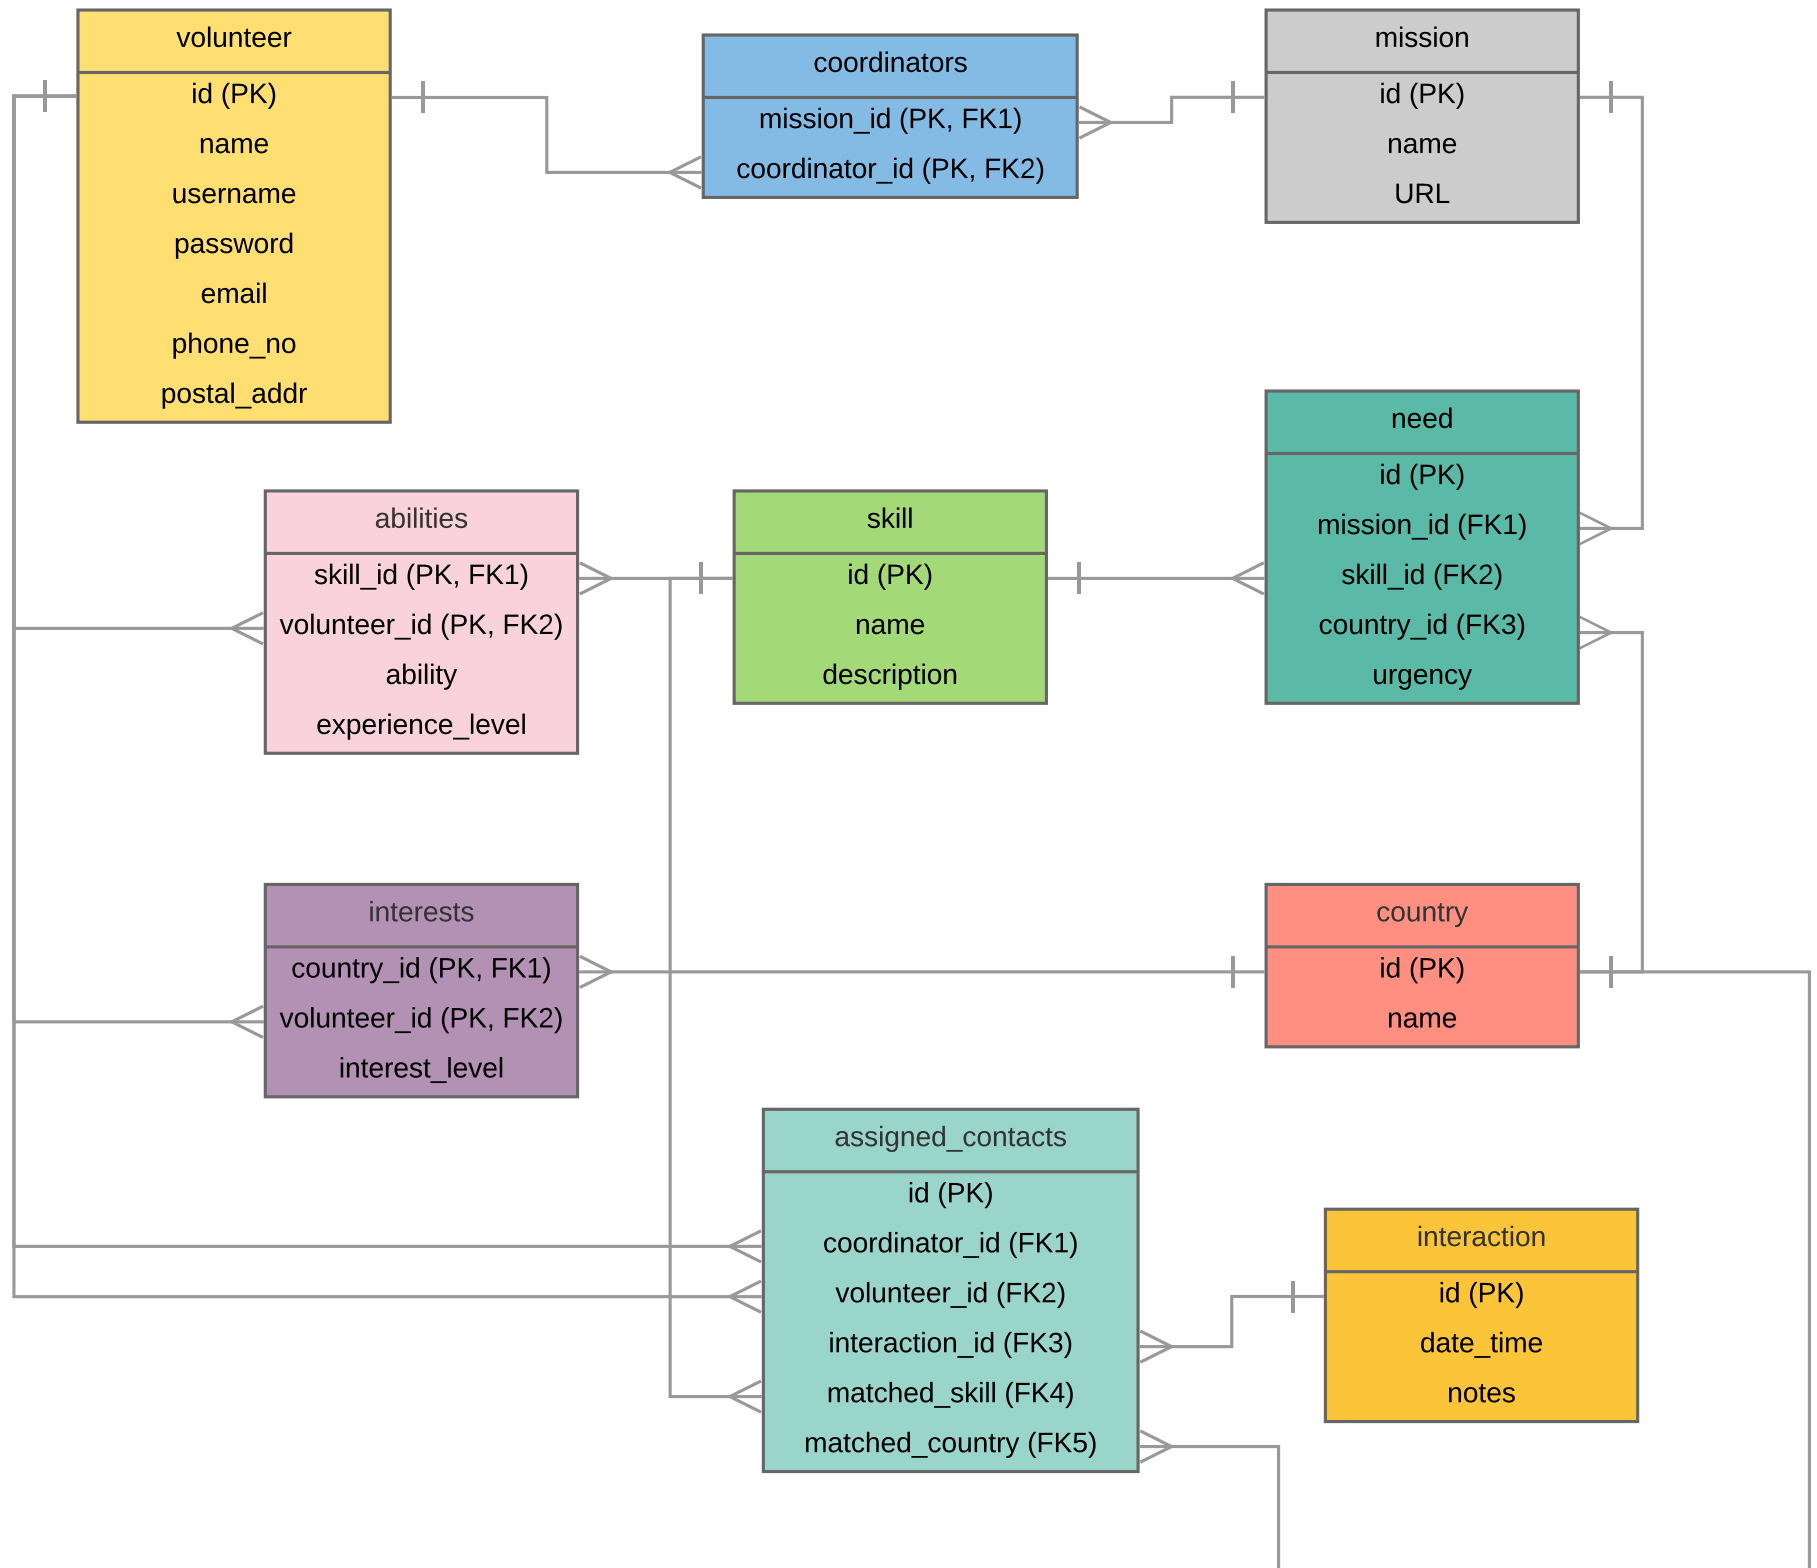 volunteer
id (PK)
name
username
password
email
phone_no
postal_addr
coordinators
mission_id (PK, FK1)
coordinator_id (PK, FK2)
mission
id (PK)
name
URL
abilities
skill_id (PK, FK1)
volunteer_id (PK, FK2)
ability
experience_level
skill
id (PK)
name
description
need
id (PK)
mission_id (FK1)
skill_id (FK2)
country_id (FK3)
urgency
interests
country_id (PK, FK1)
volunteer_id (PK, FK2)
interest_level
country
id (PK)
name
assigned_contacts
id (PK)
coordinator_id (FK1)
volunteer_id (FK2)
interaction_id (FK3)
matched_skill (FK4)
matched_country (FK5)
interaction
id (PK)
date_time
notes